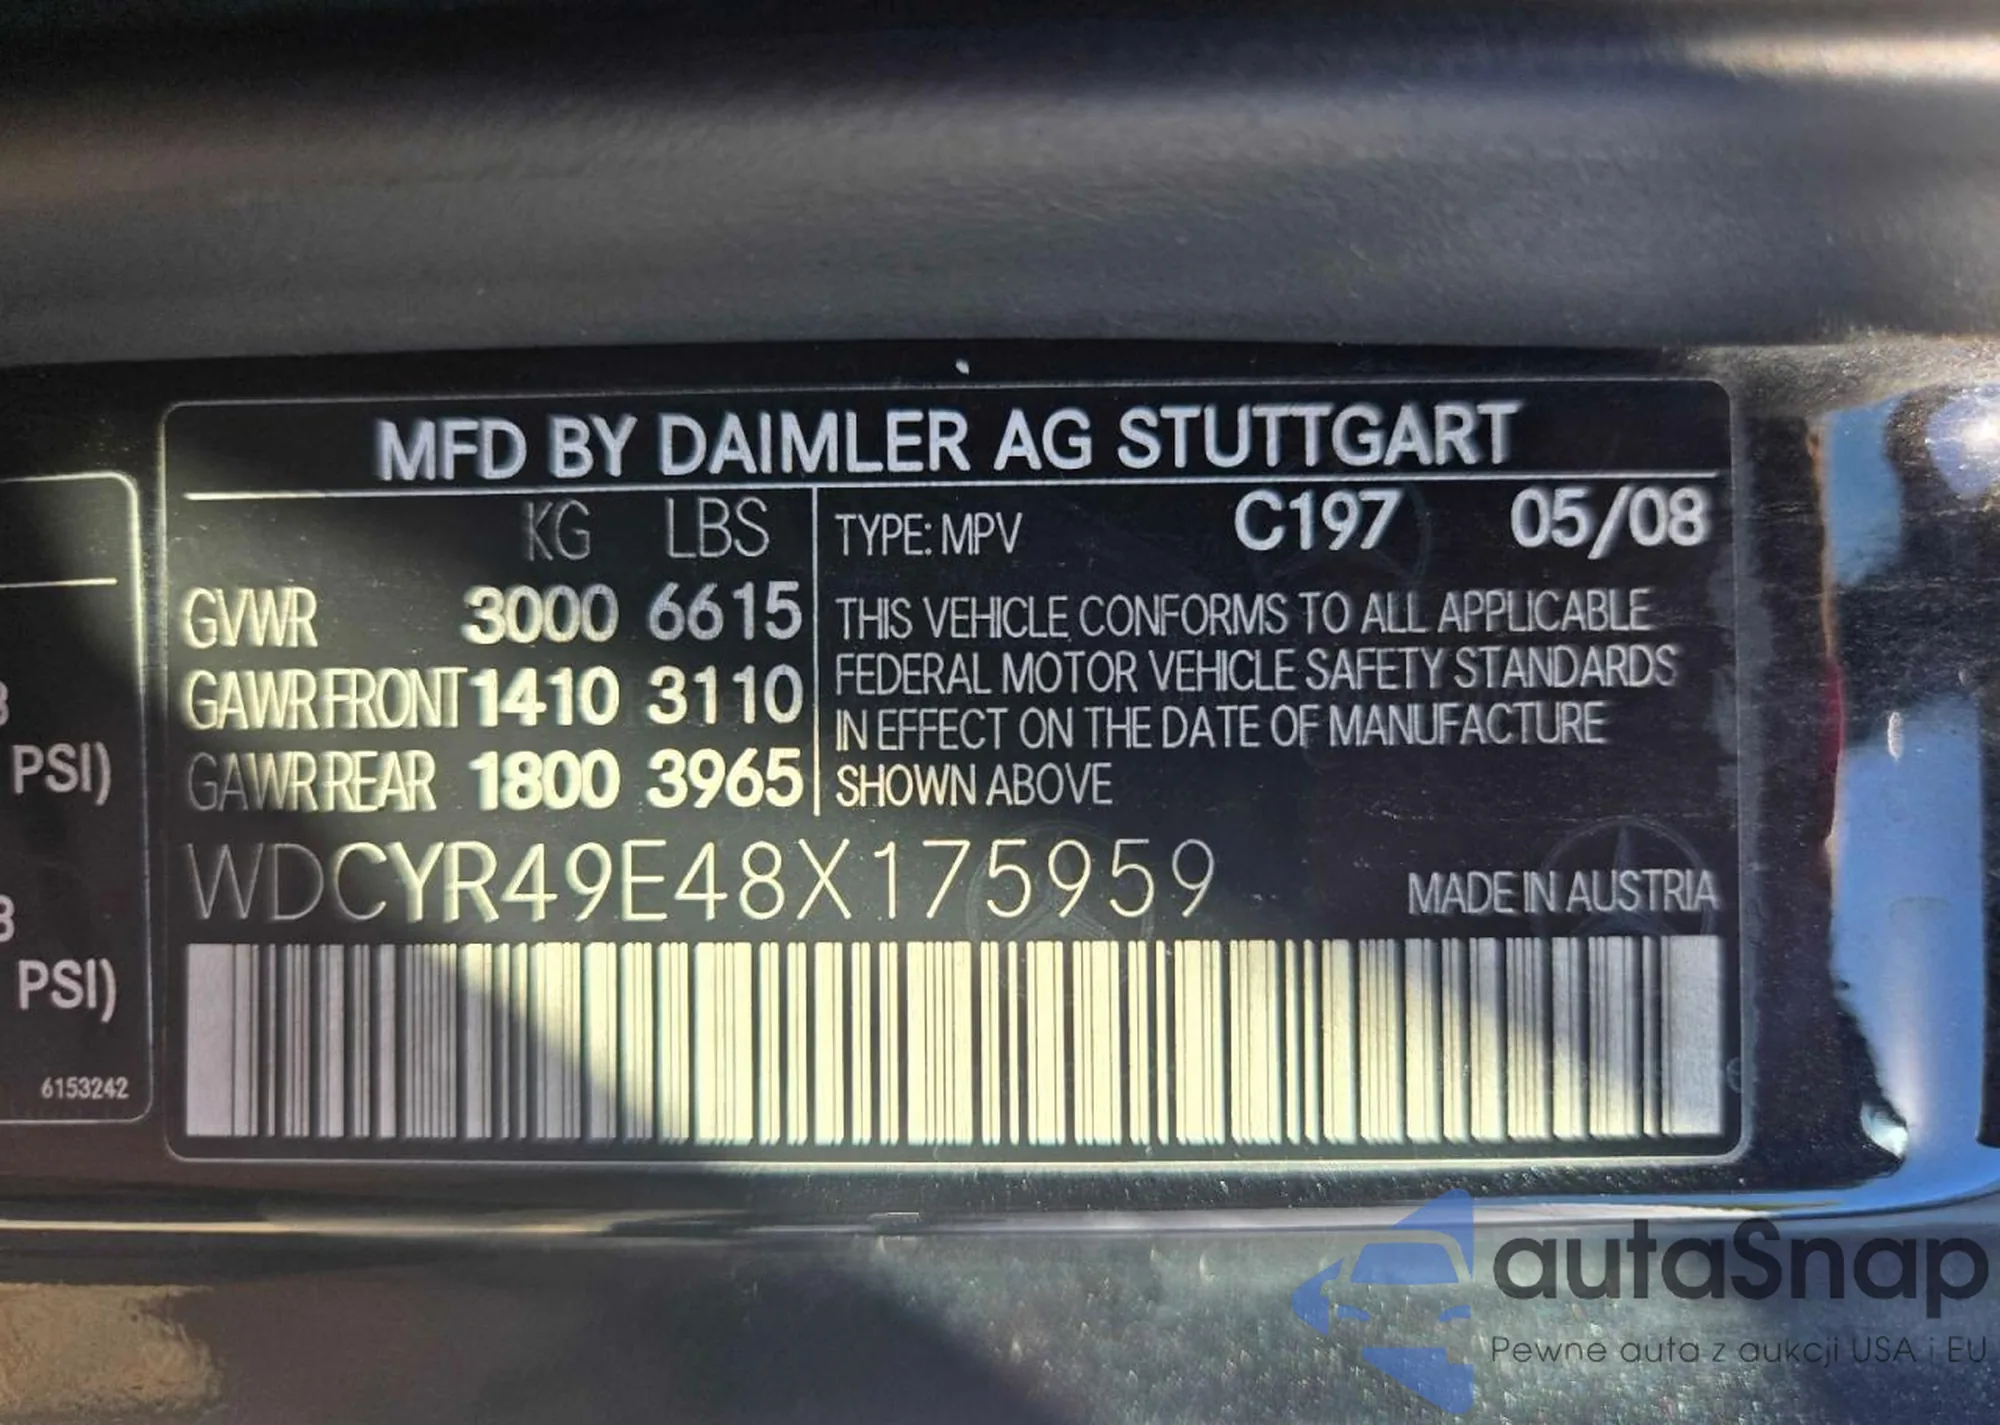 MFD BY DAIMLER AG STUTTGART
KG LBS
GVWR 3000 6615
GAWR FRONT 1410 3110
GAWR REAR 1800 3965
TYPE: MPV C197 05/08
THIS VEHICLE CONFORMS TO ALL APPLICABLE
FEDERAL MOTOR VEHICLE SAFETY STANDARDS
IN EFFECT ON THE DATE OF MANUFACTURE
SHOWN ABOVE
WDCYR49E48X175959
MADE IN AUSTRIA
PSI)
PSI)
6153242
autaSnap
Pewne auta z aukcji USA i EU